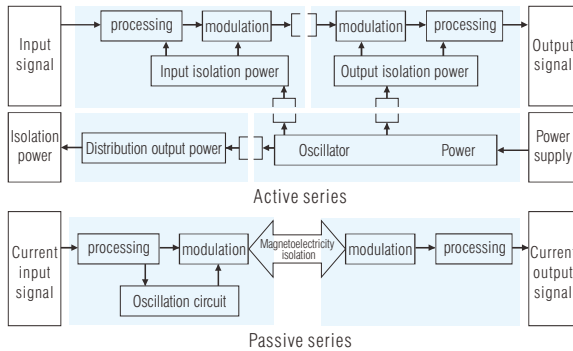 Input signal
processing
modulation
modulation
processing
Output signal
Input isolation power
Output isolation power
Isolation power
Distribution output power
Oscillator
Power
Power supply
Active series
Current input signal
processing
modulation
Magnetoelectricity isolation
modulation
processing
Current output signal
Oscillation circuit
Passive series